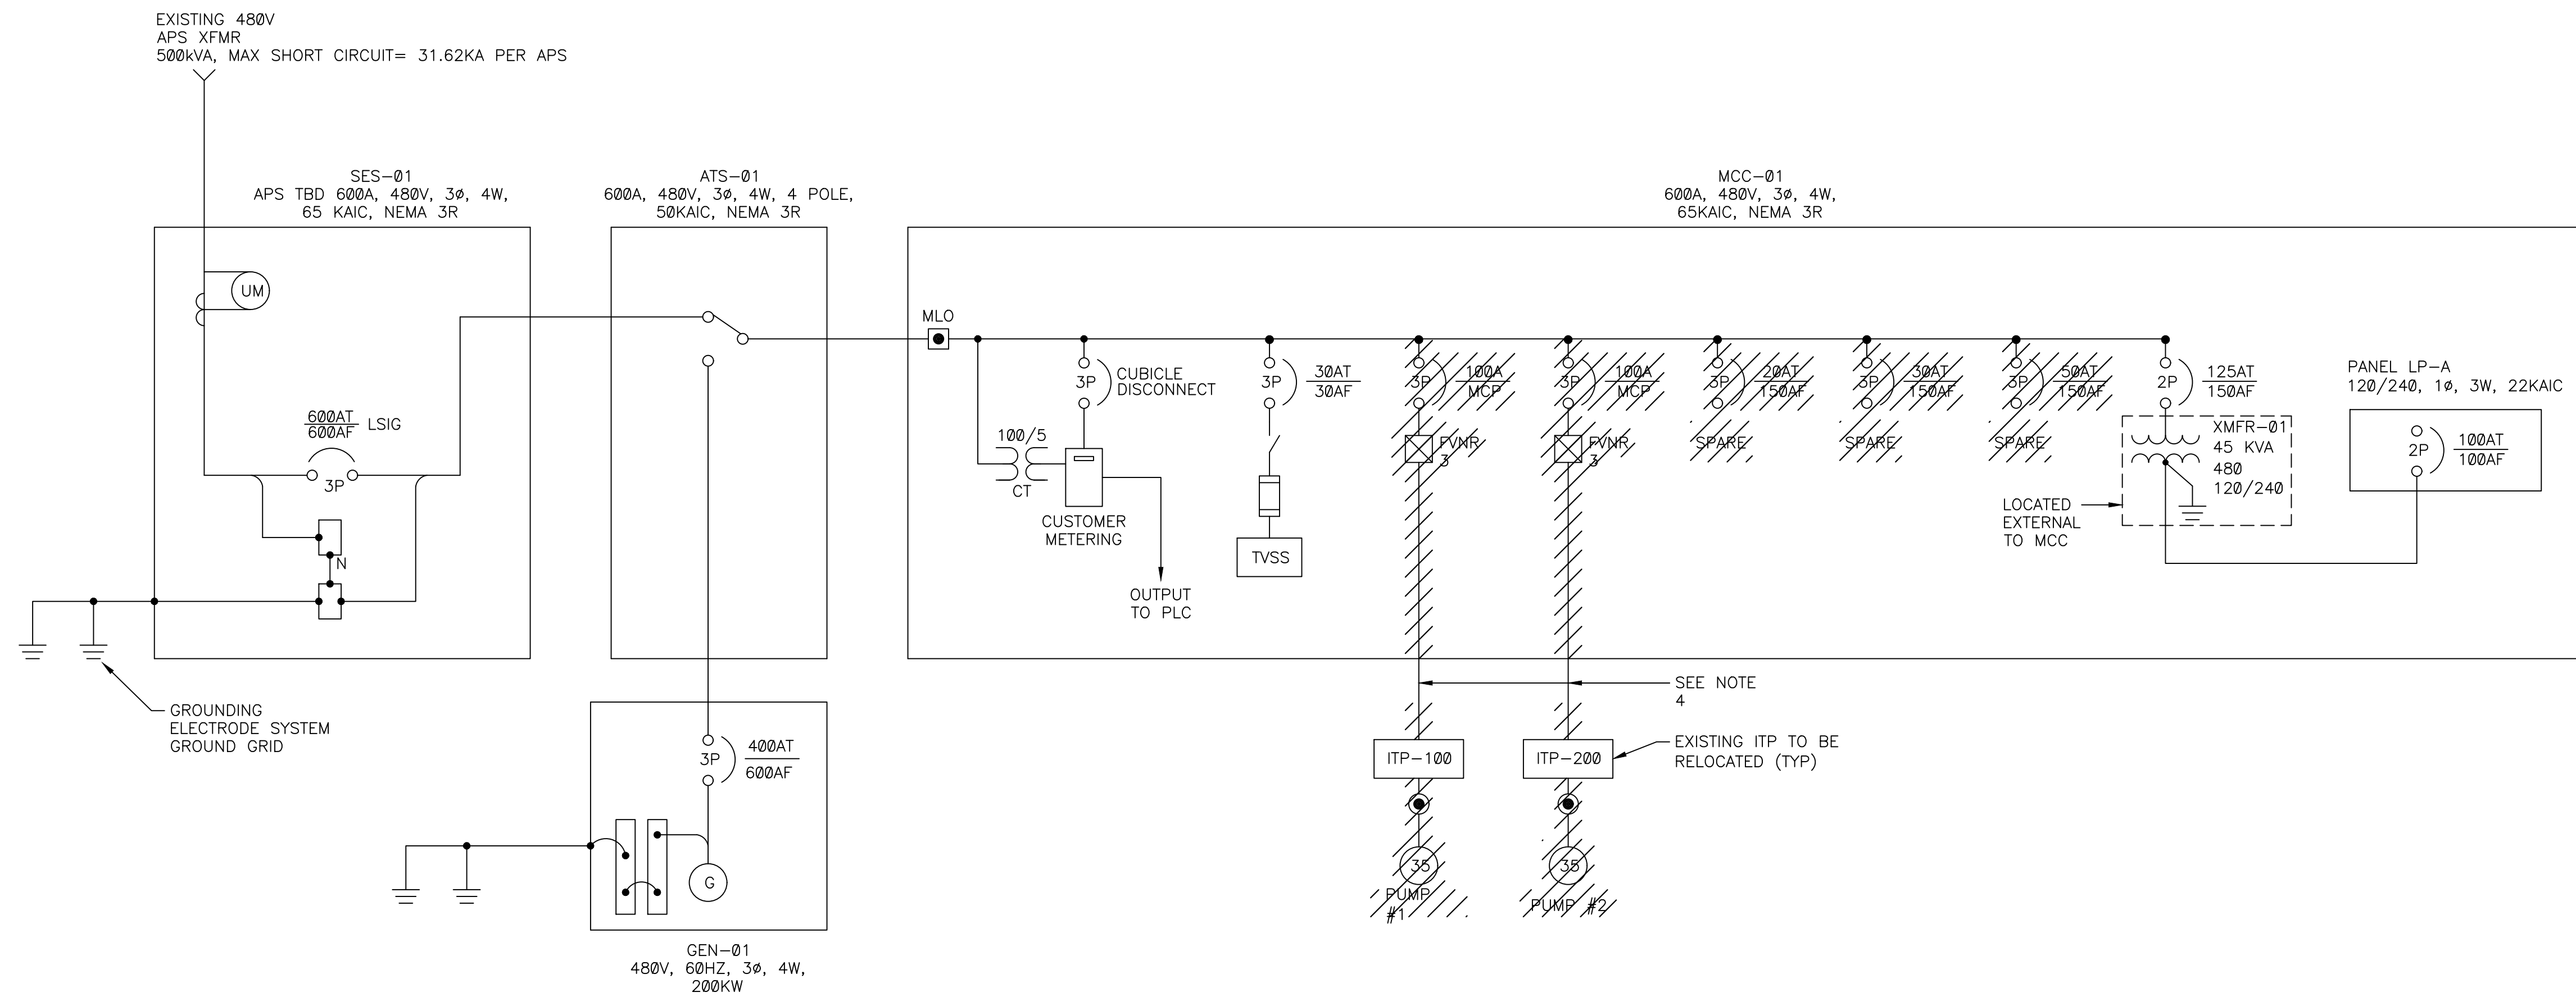 EXISTING 480V
APS XFMR
500kVA, MAX SHORT CIRCUIT= 31.62KA PER APS
SES-01
APS TBD 600A, 480V, 3ø, 4W,
65 KAIC, NEMA 3R
ATS-01
600A, 480V, 3ø, 4W, 4 POLE,
50KAIC, NEMA 3R
MCC-01
600A, 480V, 3ø, 4W,
65KAIC, NEMA 3R
UM
600AT
600AF
LSIG
3P
N
GROUNDING
ELECTRODE SYSTEM
GROUND GRID
3P
400AT
600AF
G
GEN-01
480V, 60HZ, 3ø, 4W,
200KW
MLO
3P
CUBICLE
DISCONNECT
100/5
CT
CUSTOMER
METERING
OUTPUT
TO PLC
3P
30AT
30AF
TVSS
3P
100A
MCP
FVNR
3
3P
100A
MCP
FVNR
3
3P
20AT
150AF
SPARE
3P
30AT
150AF
SPARE
3P
50AT
150AF
SPARE
2P
125AT
150AF
XMFR-01
45 KVA
480
120/240
LOCATED
EXTERNAL
TO MCC
PANEL LP-A
120/240, 1ø, 3W, 22KAIC
2P
100AT
100AF
SEE NOTE
4
ITP-100
ITP-200
EXISTING ITP TO BE
RELOCATED (TYP)
35
PUMP
#1
35
PUMP #2